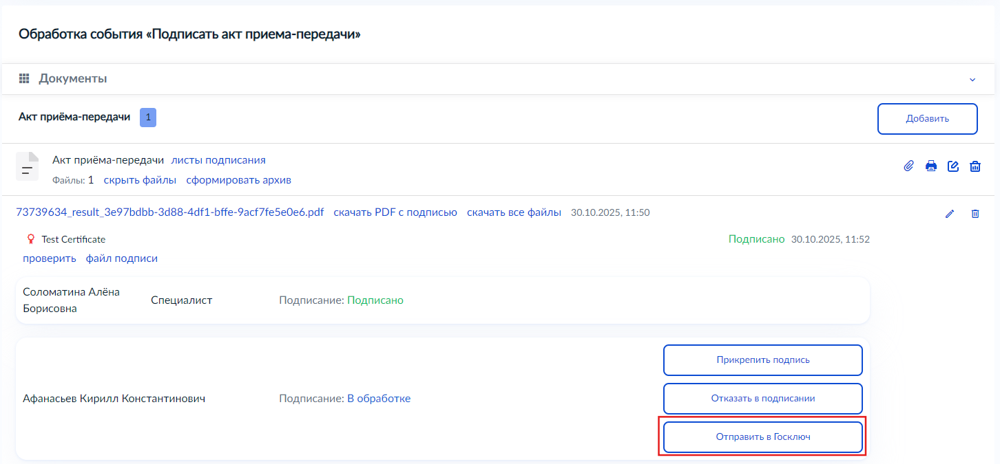 Обработка события «Подписать акт приема-передачи»
Документы
Акт приёма-передачи 1
Добавить
Акт приёма-передачи листы подписания
Файлы: 1 скрыть файлы сформировать архив
73739634_result_3e97bdbb-3d88-4df1-bffe-9acf7fe5e0e6.pdf скачать PDF с подписью скачать все файлы 30.10.2025, 11:50
Test Certificate
Подписано 30.10.2025, 11:52
проверить файл подписи
Соломатина Алёна
Борисовна
Специалист
Подписание: Подписано
Афанасьев Кирилл Константинович
Подписание: В обработке
Прикрепить подпись
Отказать в подписании
Отправить в Госключ